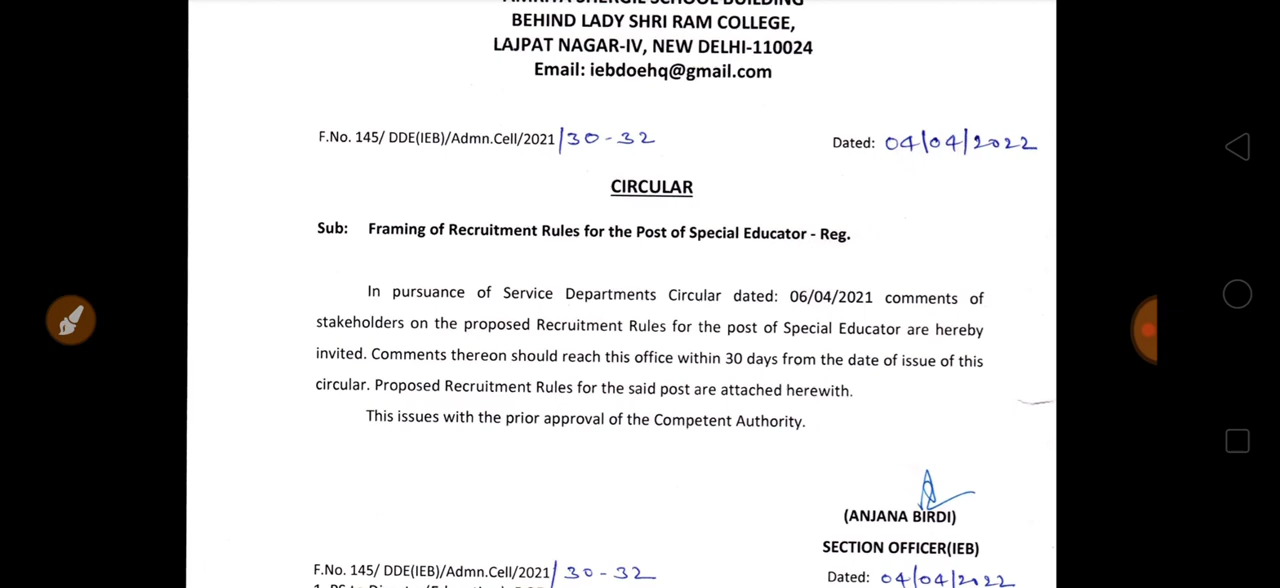 BEHIND LADY SHRI RAM COLLEGE,
LAJPAT NAGAR-IV, NEW DELHI-110024
Email: iebdoehq@gmail.com
F.No. 145/ DDE(IEB)/Admn.Cell/2021/30-32 Dated: 04/04/2022
CIRCULAR
Sub: Framing of Recruitment Rules for the Post of Special Educator - Reg.
In pursuance of Service Departments Circular dated: 06/04/2021 comments of
stakeholders on the proposed Recruitment Rules for the post of Special Educator are hereby
invited. Comments thereon should reach this office within 30 days from the date of issue of this
circular. Proposed Recruitment Rules for the said post are attached herewith.
This issues with the prior approval of the Competent Authority.
(ANJANA BIRDI)
SECTION OFFICER(IEB)
F.No. 145/ DDE(IEB)/Admn.Cell/2021/30-32 Dated: 04/04/2022